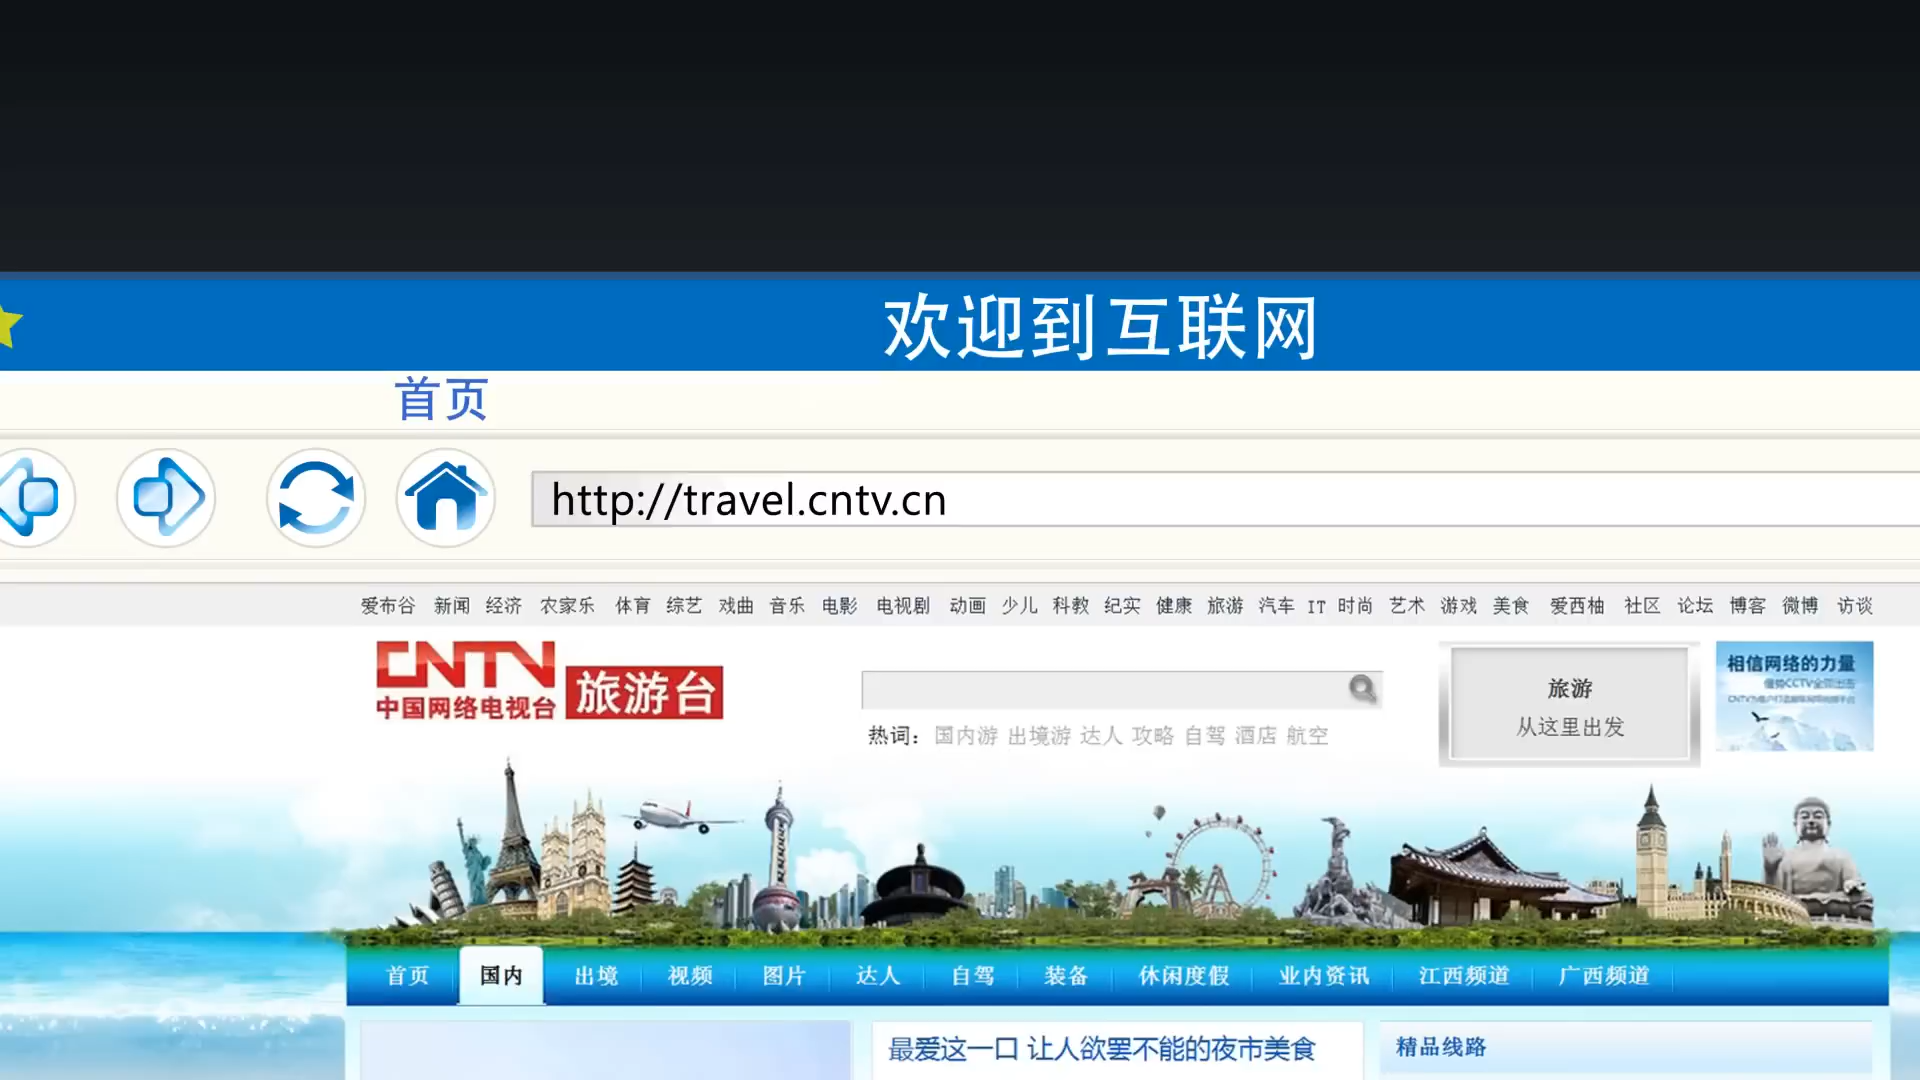 欢迎到互联网
首页
http://travel.cntv.cn
爱布谷 新闻 经济 农家乐 体育 综艺 戏曲 音乐 电影 电视剧 动画 少儿 科教 纪实 健康 旅游 汽车 IT 时尚 艺术 游戏 美食 爱西柚 社区 论坛 博客 微博 访谈
CNTV
中国网络电视台 旅游台
热词： 国内游 出境游 达人 攻略 自驾 酒店 航空
旅游
从这里出发
相信网络的力量
首页 国内 出境 视频 图片 达人 自驾 装备 休闲度假 业内资讯 江西频道 广西频道
最爱这一口 让人欲罢不能的夜市美食
精品线路